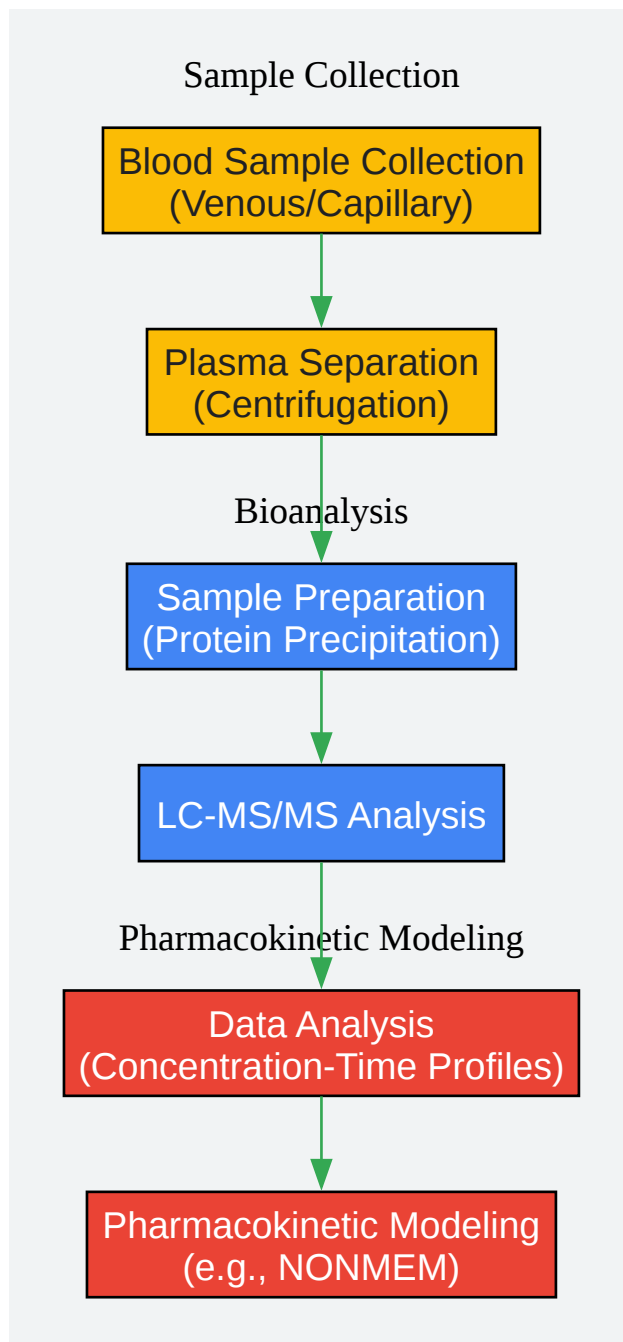 Sample Collection
Blood Sample Collection
(Venous/Capillary)
Plasma Separation
(Centrifugation)
Bioanalysis
Sample Preparation
(Protein Precipitation)
LC-MS/MS Analysis
Pharmacokinetic Modeling
Data Analysis
(Concentration-Time Profiles)
Pharmacokinetic Modeling
(e.g., NONMEM)